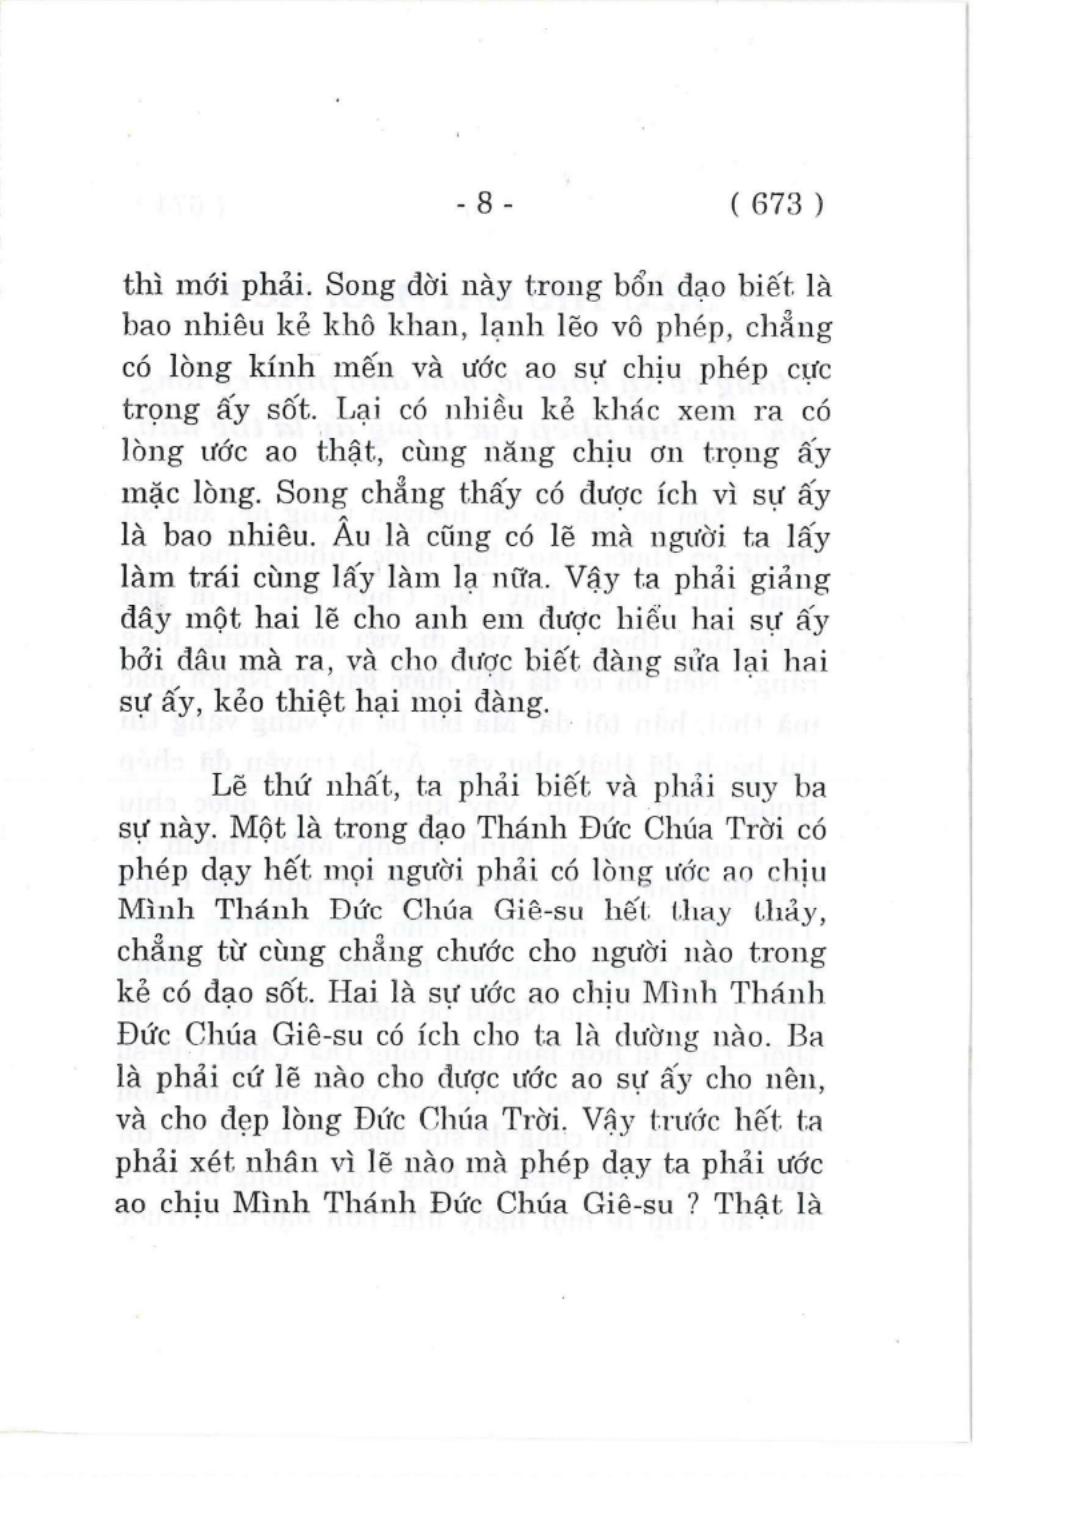 - 8 - ( 673 )
thì mới phải. Song đời này trong bổn đạo biết là
bao nhiêu kẻ khô khan, lạnh lẽo vô phép, chẳng
có lòng kính mến và ước ao sự chiu phép cực
trọng ấy sốt. Lại có nhiều kẻ khác xem ra có
lòng ước ao thật, cùng năng chịu ơn trọng ấy
mặc lòng. Song chẳng thấy có được ích vì sự ấy
là bao nhiêu. Âu là cũng có lẽ mà người ta lấy
làm trái cùng lấy làm lạ nữa. Vậy ta phải giảng
đây một hai lẽ cho anh em được hiểu hai sự ấy
bởi đâu mà ra, và cho được biết đàng sửa lại hai
sự ấy, kẻo thiệt hại mọi đàng.
Lẽ thứ nhất, ta phải biết và phải suy ba
sự này. Một là trong đạo Thánh Đức Chúa Trời có
phép dạy hết mọi người phải có lòng ước ao chịu
Mình Thánh Đức Chúa Giê-su hết thay thảy,
chẳng từ cùng chẳng chước cho người nào trong
kẻ có đạo sốt. Hai là sự ước ao chịu Mình Thánh
Đức Chúa Giê-su có ích cho ta là dường nào. Ba
là phải cứ lẽ nào cho được ước ao sự ấy cho nên,
và cho đẹp lòng Đức Chúa Trời. Vậy trước hết ta
phải xét nhân vì lẽ nào mà phép dạy ta phải ước
ao chịu Mình Thánh Đức Chúa Giê-su ? Thật là